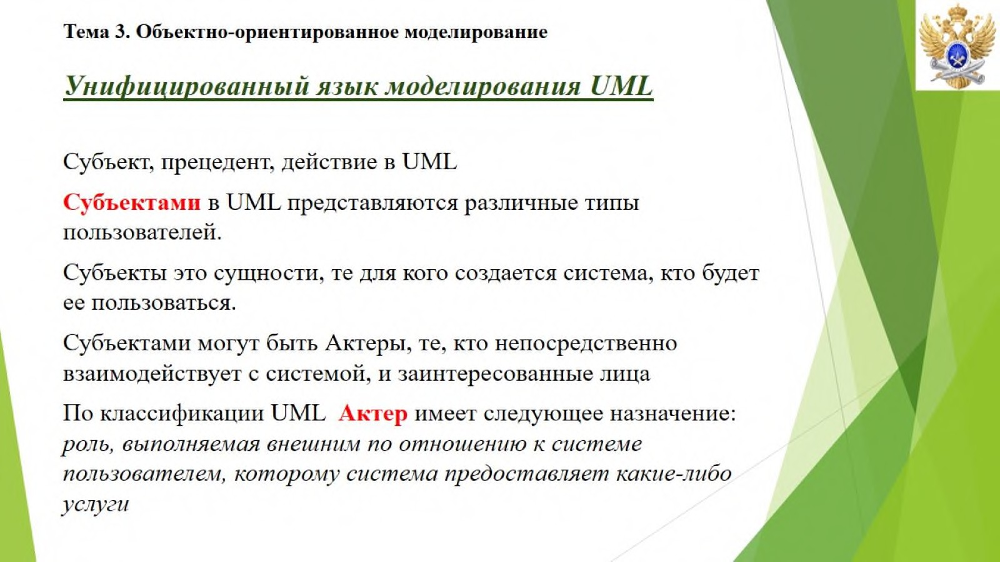 Тема 3. Объектно-ориентированное моделирование
Унифицированный язык моделирования UML
Субъект, прецедент, действие в UML
Субъектами в UML представляются различные типы
пользователей.
Субъекты это сущности, те для кого создается система, кто будет
ее пользоваться.
Субъектами могут быть Актеры, те, кто непосредственно
взаимодействует с системой, и заинтересованные лица
По классификации UML Актер имеет следующее назначение:
роль, выполняемая внешним по отношению к системе
пользователем, которому система предоставляет какие-либо
услуги